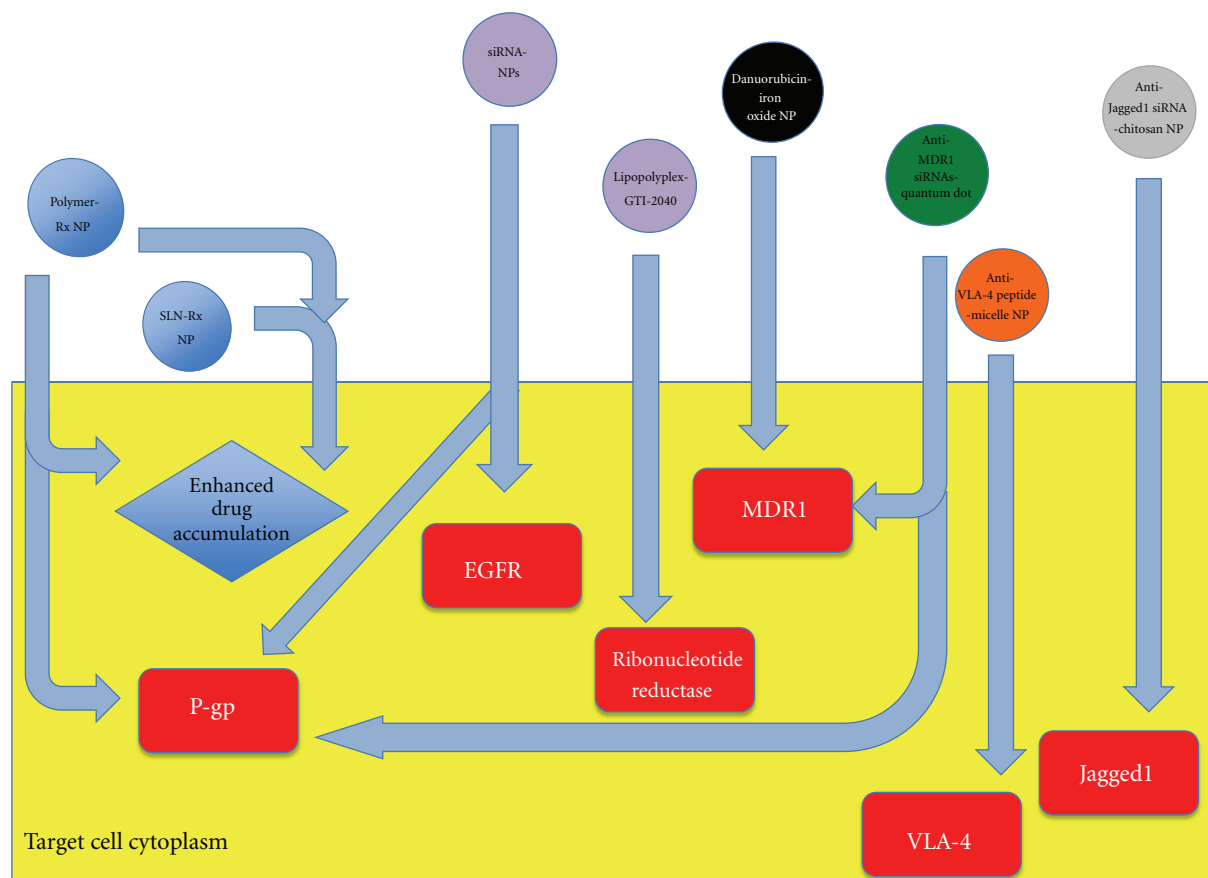 siRNA-
NPs
Danuorubicin-
iron
oxide NP
Anti-
Jagged1 siRNA
-chitosan NP
Anti-
MDR1
siRNAs-
quantum dot
Polymer-
Rx NP
Lipopolyplex-
GTI-2040
Anti-
VLA-4 peptide
-micelle NP
SLN-Rx
NP
Enhanced
drug
accumulation
MDR1
EGFR
Ribonucleotide
reductase
P-gp
Jagged1
VLA-4
Target cell cytoplasm